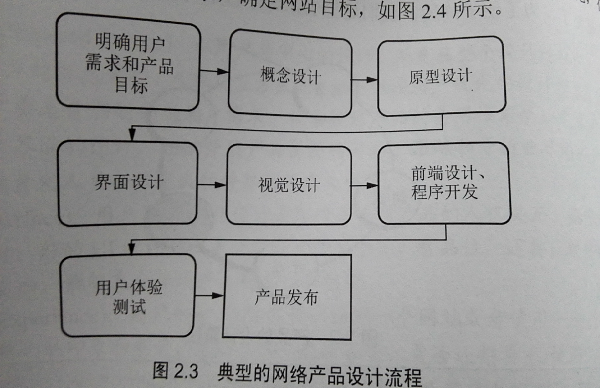 确定网站目标，如图 2.4 所示。
明确用户
需求和产品
目标
概念设计
原型设计
界面设计
视觉设计
前端设计、
程序开发
用户体验
测试
产品发布
图 2.3 典型的网络产品设计流程